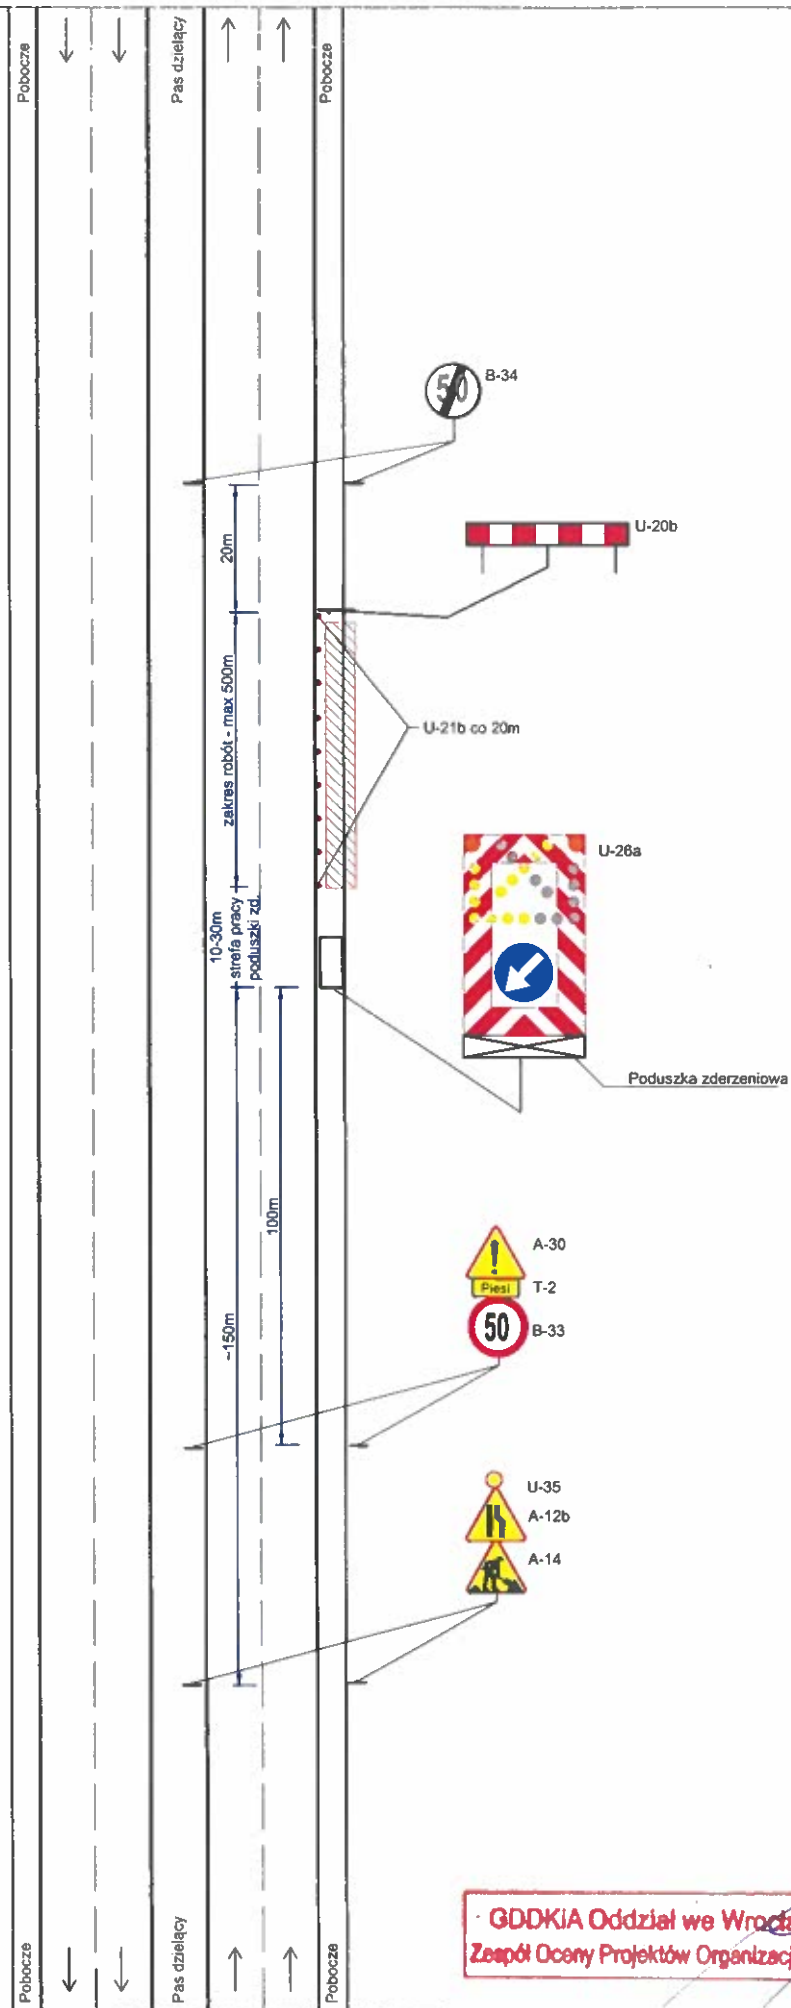 Pobocze
Pas dzielący
Pobocze
50
B-34
20m
U-20b
zakres robót - max 500m
U-21b co 20m
U-26a
10-30m
strefa pracy
poduszki zd.
Poduszka zderzeniowa
100m
~150m
A-30
Piesi
T-2
50
B-33
U-35
A-12b
A-14
Pobocze
Pas dzielący
Pobocze
GDDKiA Oddział we
Zespół Oceny Projektów